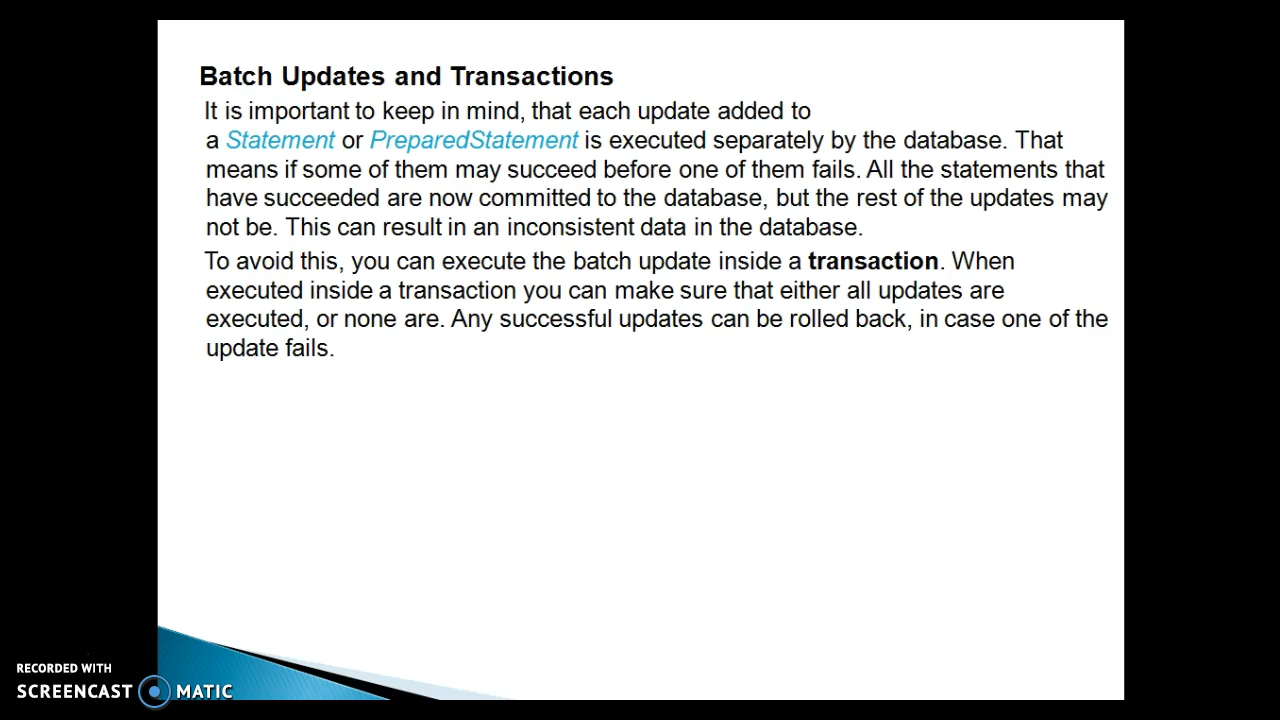 Batch Updates and Transactions
It is important to keep in mind, that each update added to
a Statement or PreparedStatement is executed separately by the database. That
means if some of them may succeed before one of them fails. All the statements that
have succeeded are now committed to the database, but the rest of the updates may
not be. This can result in an inconsistent data in the database.
To avoid this, you can execute the batch update inside a transaction. When
executed inside a transaction you can make sure that either all updates are
executed, or none are. Any successful updates can be rolled back, in case one of the
update fails.
RECORDED WITH
SCREENCAST MATIC